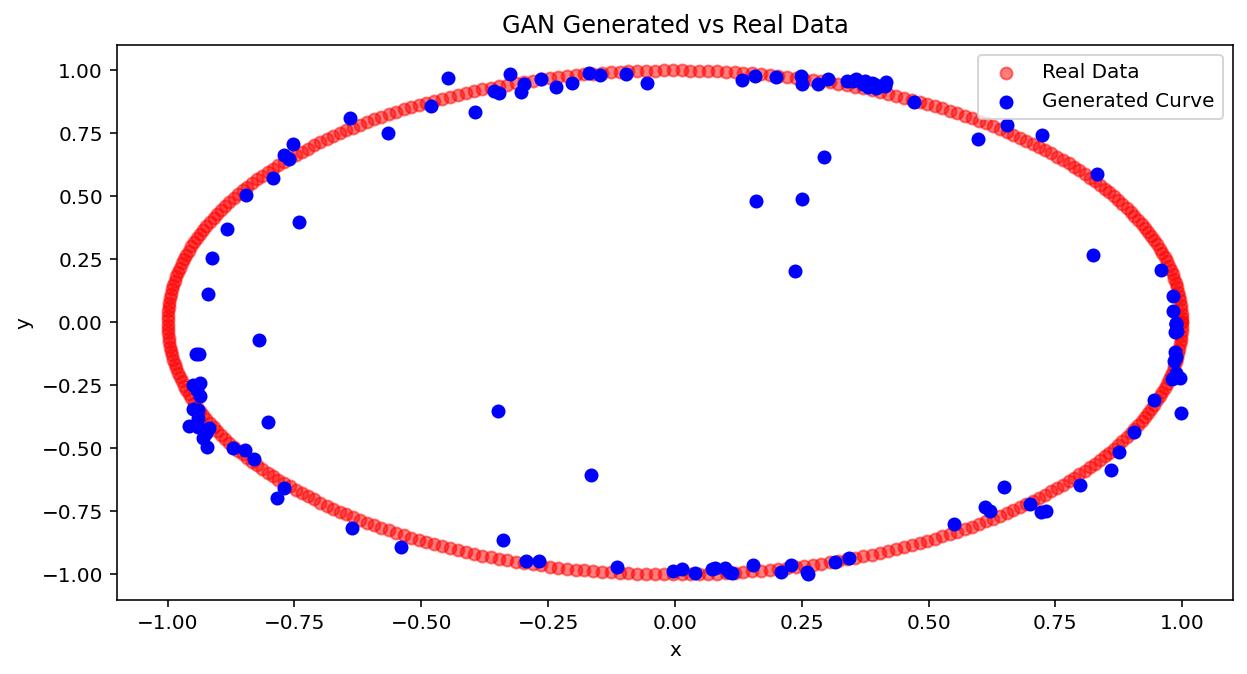 GAN Generated vs Real Data
Real Data
Generated Curve
1.00
0.75
0.50
0.25
0.00
−0.25
−0.50
−0.75
−1.00
y
−1.00 −0.75 −0.50 −0.25 0.00 0.25 0.50 0.75 1.00
x